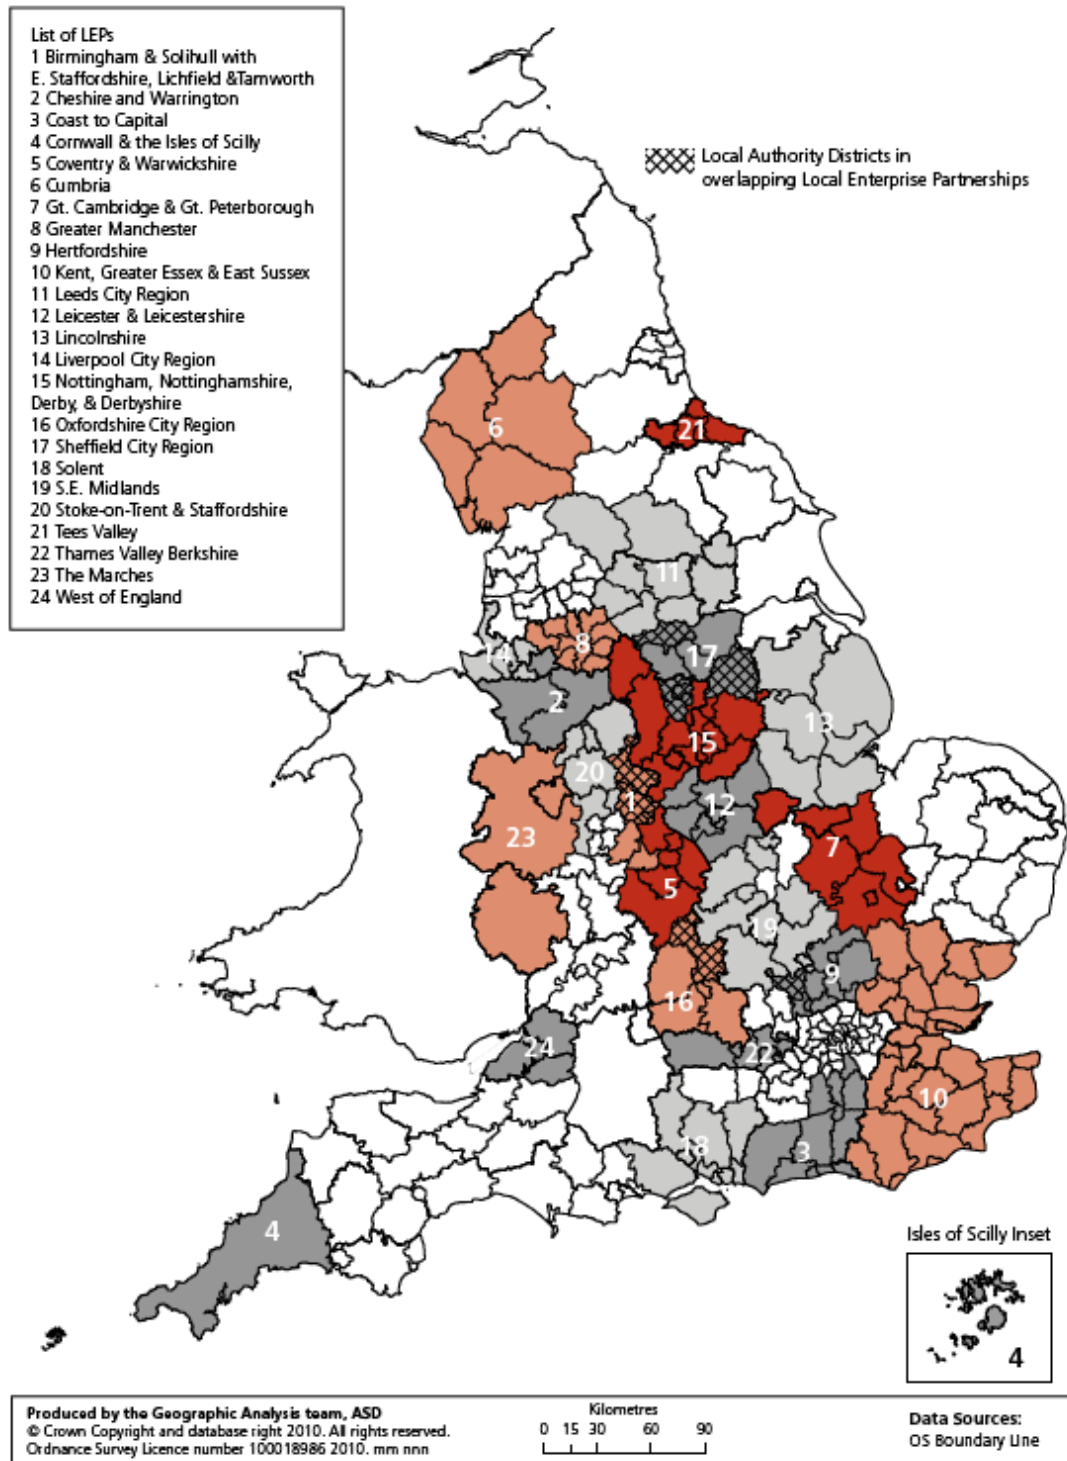 List of LEPs
1 Birmingham & Solihull with
E. Staffordshire, Lichfield &Tamworth
2 Cheshire and Warrington
3 Coast to Capital
4 Cornwall & the Isles of Scilly
5 Coventry & Warwickshire
6 Cumbria
7 Gt. Cambridge & Gt. Peterborough
8 Greater Manchester
9 Hertfordshire
10 Kent, Greater Essex & East Sussex
11 Leeds City Region
12 Leicester & Leicestershire
13 Lincolnshire
14 Liverpool City Region
15 Nottingham, Nottinghamshire,
Derby, & Derbyshire
16 Oxfordshire City Region
17 Sheffield City Region
18 Solent
19 S.E. Midlands
20 Stoke-on-Trent & Staffordshire
21 Tees Valley
22 Thames Valley Berkshire
23 The Marches
24 West of England
Local Authority Districts in
overlapping Local Enterprise Partnerships
6
21
11
8
14
17
2
15
13
20
1
12
23
7
5
19
9
16
24
22
10
18
3
4
Isles of Scilly Inset
4
Produced by the Geographic Analysis team, ASD
© Crown Copyright and database right 2010. All rights reserved.
Ordnance Survey Licence number 100018986 2010. mm nnn
Kilometres
0 15 30 60 90
Data Sources:
OS Boundary Line